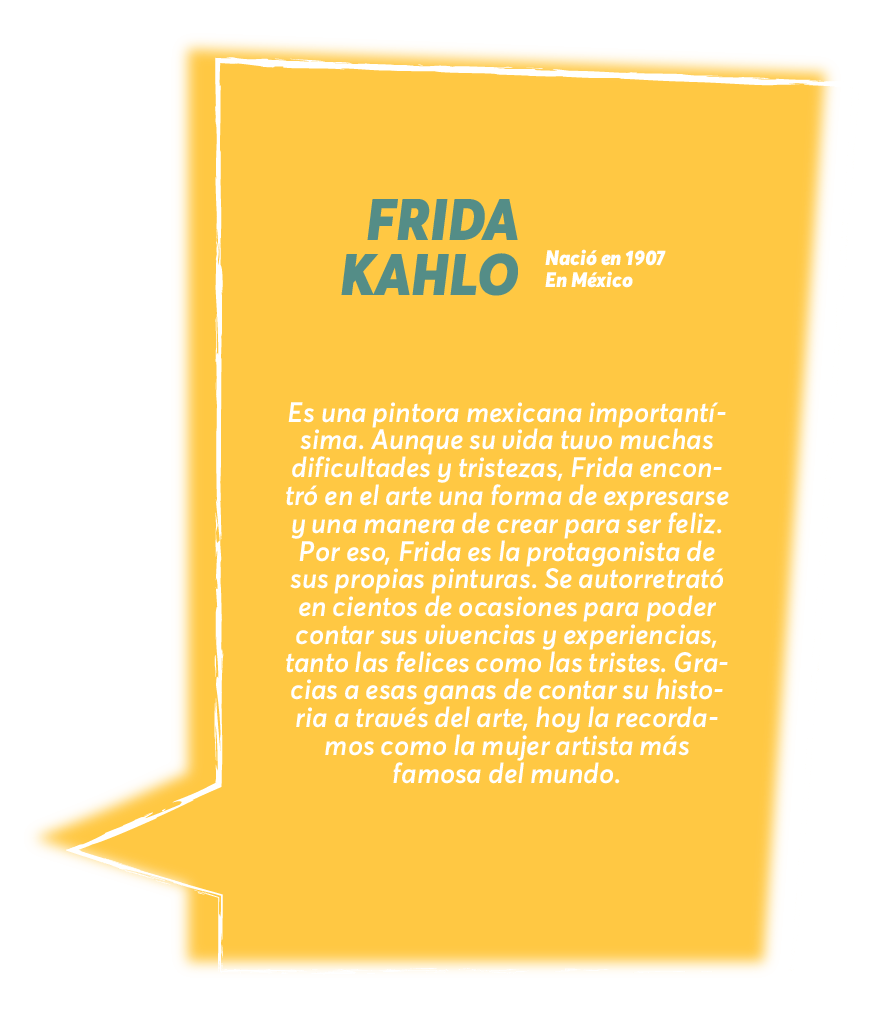 FRIDA
KAHLO
Nació en 1907
En México
Es una pintora mexicana importantí-
sima. Aunque su vida tuvo muchas
dificultades y tristezas, Frida encon-
tró en el arte una forma de expresarse
y una manera de crear para ser feliz.
Por eso, Frida es la protagonista de
sus propias pinturas. Se autorretrató
en cientos de ocasiones para poder
contar sus vivencias y experiencias,
tanto las felices como las tristes. Gra-
cias a esas ganas de contar su histo-
ria a través del arte, hoy la recorda-
mos como la mujer artista más
famosa del mundo.